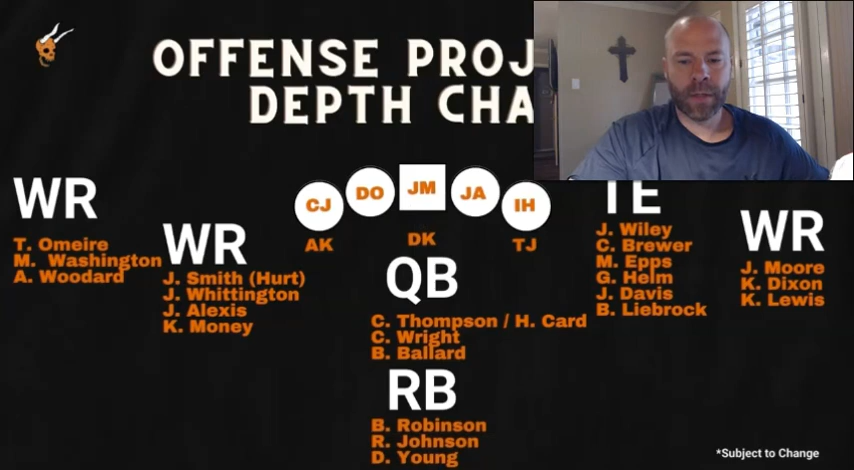 OFFENSE PROJ
DEPTH CHA
WR
T. Omeire
M. Washington
A. Woodard
WR
J. Smith (Hurt)
J. Whittington
J. Alexis
K. Money
CJ
DO
JM
JA
IH
AK
DK
TJ
QB
C. Thompson / H. Card
C. Wright
B. Ballard
RB
B. Robinson
R. Johnson
D. Young
TE
J. Wiley
C. Brewer
M. Epps
G. Helm
J. Davis
B. Liebrock
WR
J. Moore
K. Dixon
K. Lewis
*Subject to Change